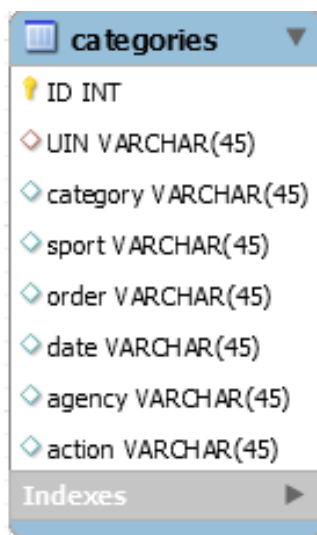 categories
ID INT
UIN VARCHAR(45)
category VARCHAR(45)
sport VARCHAR(45)
order VARCHAR(45)
date VARCHAR(45)
agency VARCHAR(45)
action VARCHAR(45)
Indexes